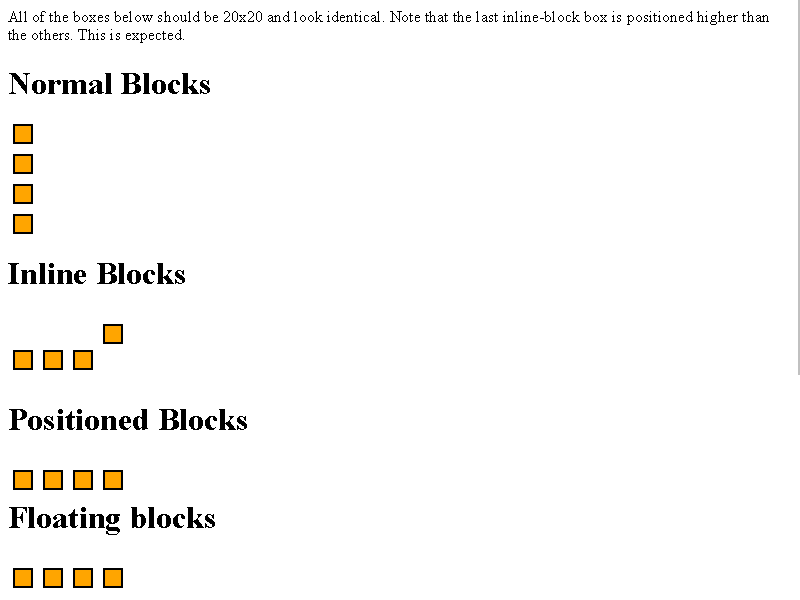 All of the boxes below should be 20x20 and look identical. Note that the last inline-block box is positioned higher than
the others. This is expected.
Normal Blocks
Inline Blocks
Positioned Blocks
Floating blocks